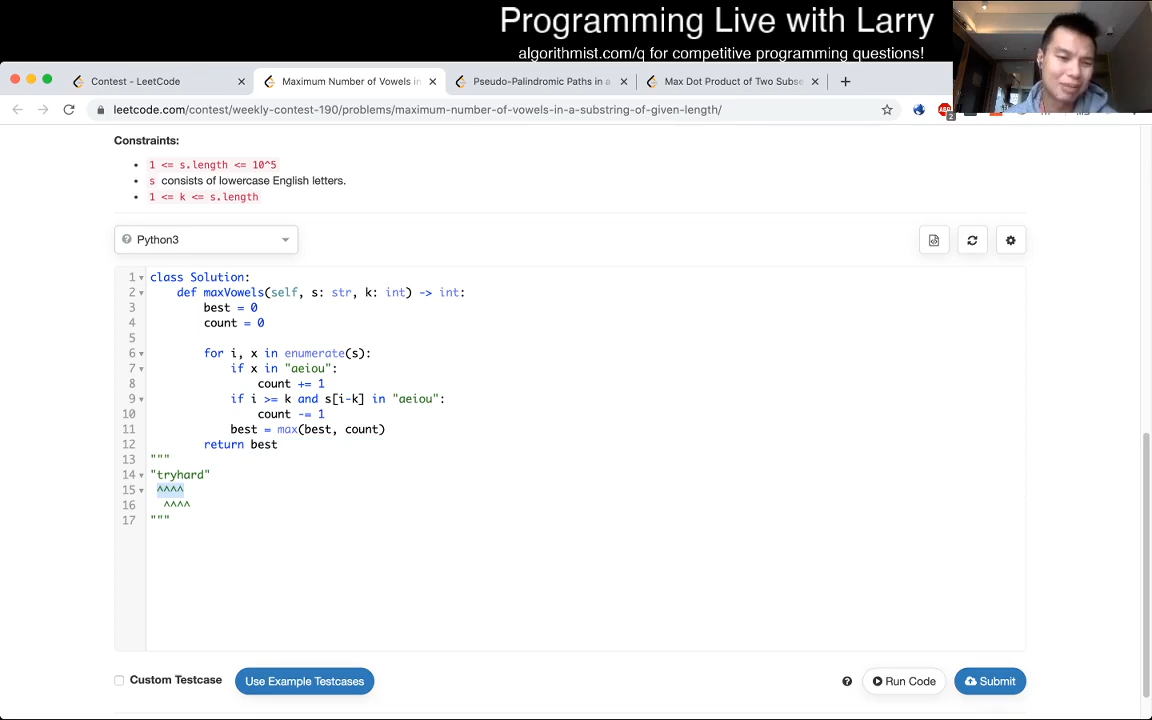 Programming Live with Larry
algorithmist.com/q for competitive programming questions!
Contest - LeetCode
Maximum Number of Vowels in
Pseudo-Palindromic Paths in a
Max Dot Product of Two Subse
leetcode.com/contest/weekly-contest-190/problems/maximum-number-of-vowels-in-a-substring-of-given-length/
Constraints:
1 <= s.length <= 10^5
s consists of lowercase English letters.
1 <= k <= s.length
Python3
1 class Solution:
2 def maxVowels(self, s: str, k: int) -> int:
3 best = 0
4 count = 0
5
6 for i, x in enumerate(s):
7 if x in "aeiou":
8 count += 1
9 if i >= k and s[i-k] in "aeiou":
10 count -= 1
11 best = max(best, count)
12 return best
13 """
14 "tryhard"
15 ^^^^
16 ^^^^
17 """
Custom Testcase
Use Example Testcases
Run Code
Submit